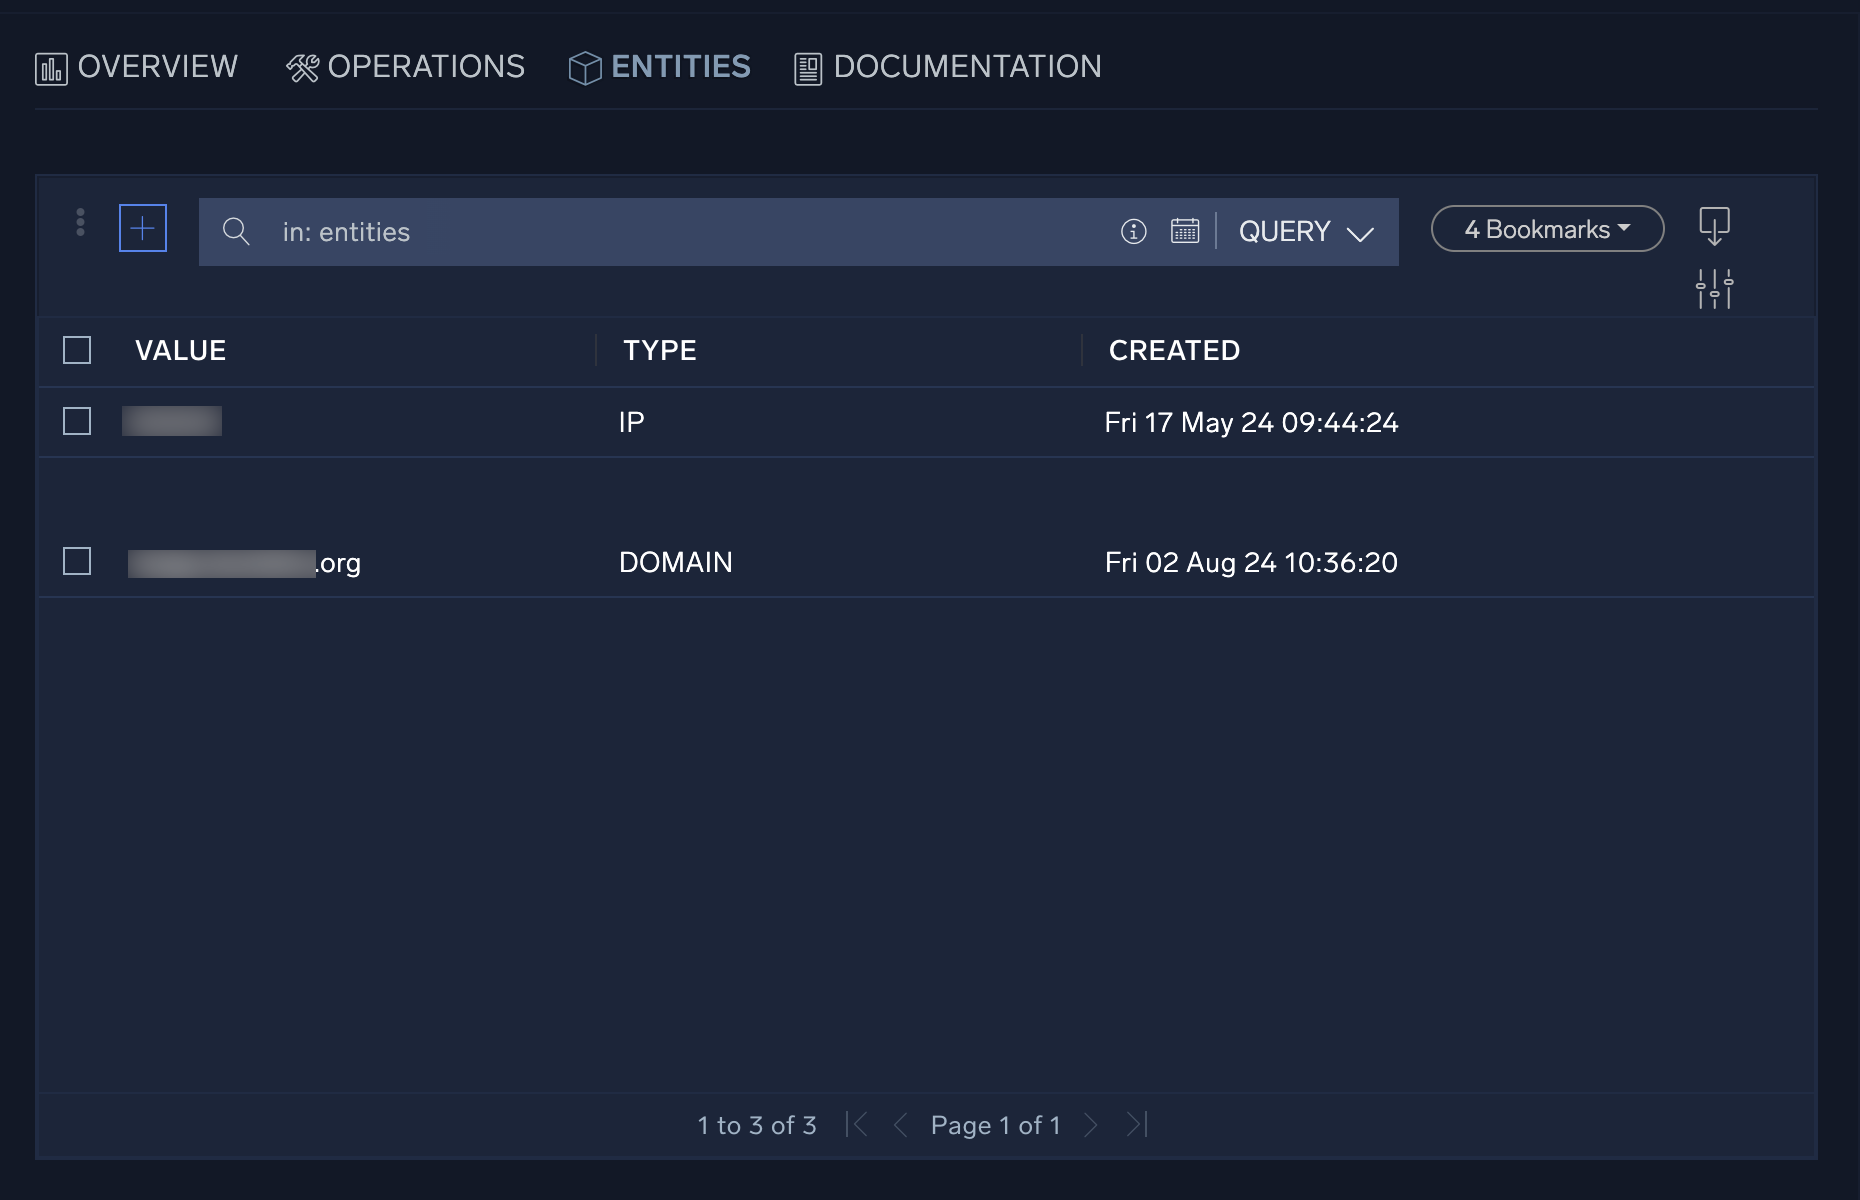 OVERVIEW OPERATIONS ENTITIES DOCUMENTATION
in: entities QUERY 4 Bookmarks
VALUE TYPE CREATED
IP Fri 17 May 24 09:44:24
.org DOMAIN Fri 02 Aug 24 10:36:20
1 to 3 of 3 Page 1 of 1